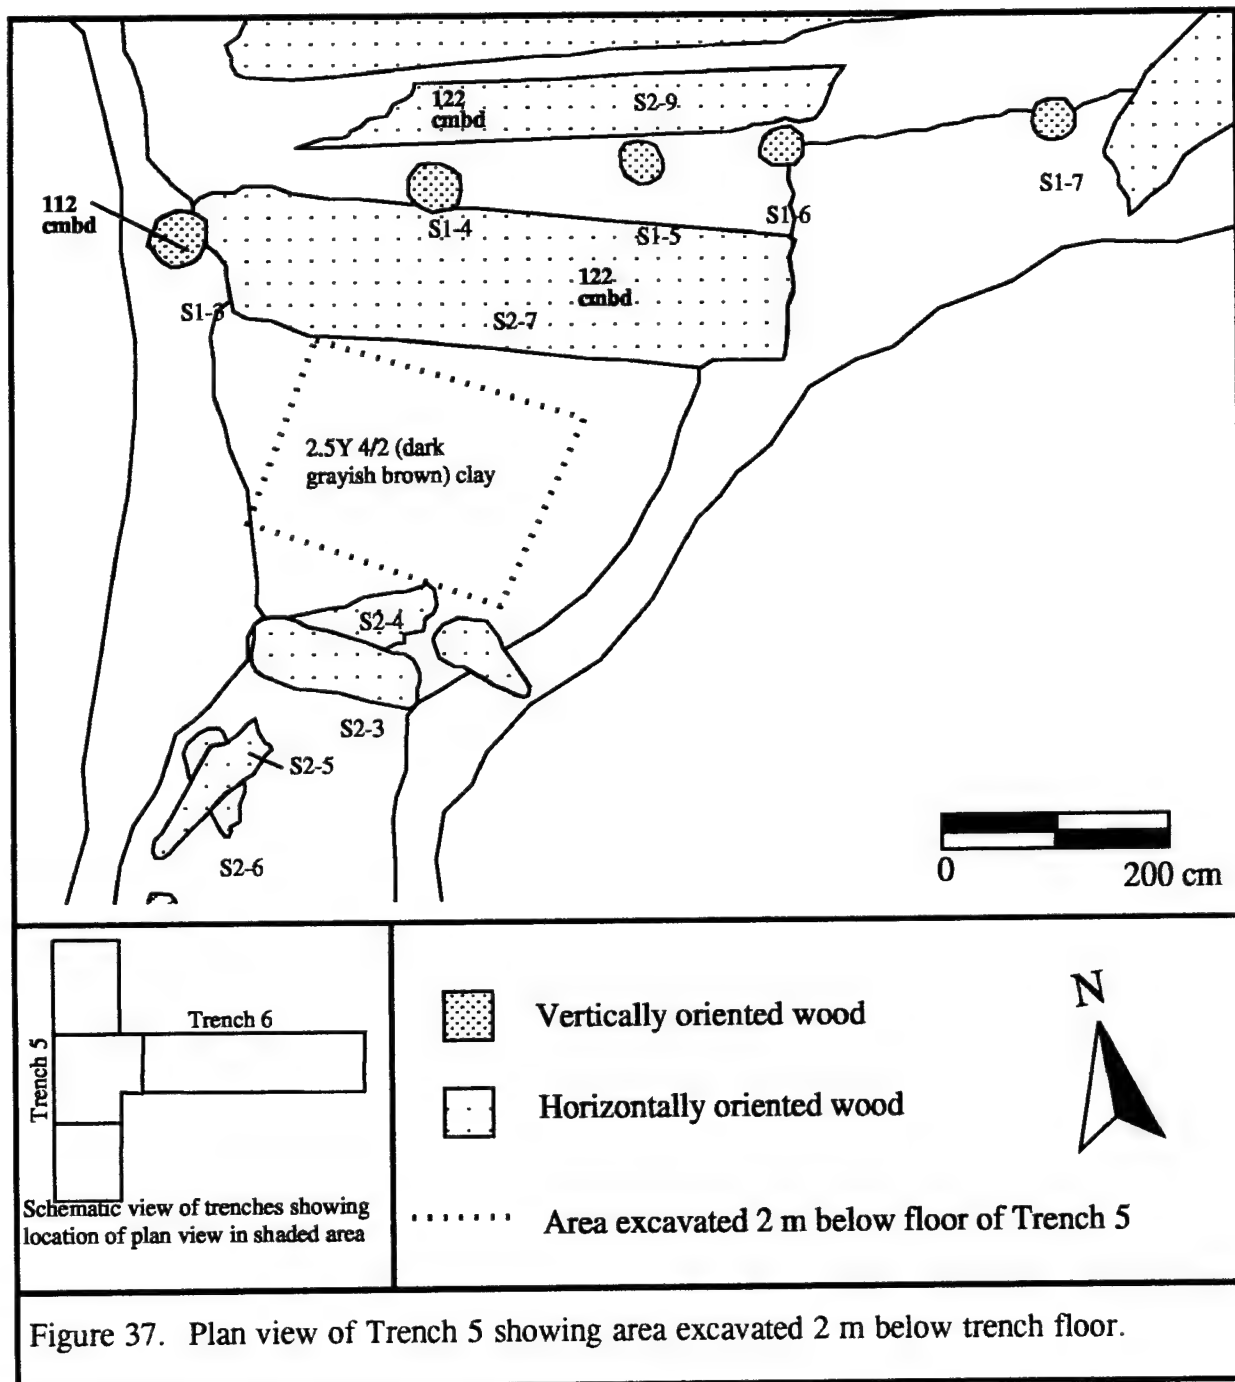 122
cmbd
S2-9
112
cmbd
S1-4
S1-5
S1-6
S1-7
122
cmbd
S1-3
S2-7
2.5Y 4/2 (dark
grayish brown) clay
S2-4
S2-3
S2-5
S2-6
0
200 cm
Trench 6
Trench 5
Schematic view of trenches showing
location of plan view in shaded area
Vertically oriented wood
Horizontally oriented wood
Area excavated 2 m below floor of Trench 5
N
Figure 37. Plan view of Trench 5 showing area excavated 2 m below trench floor.